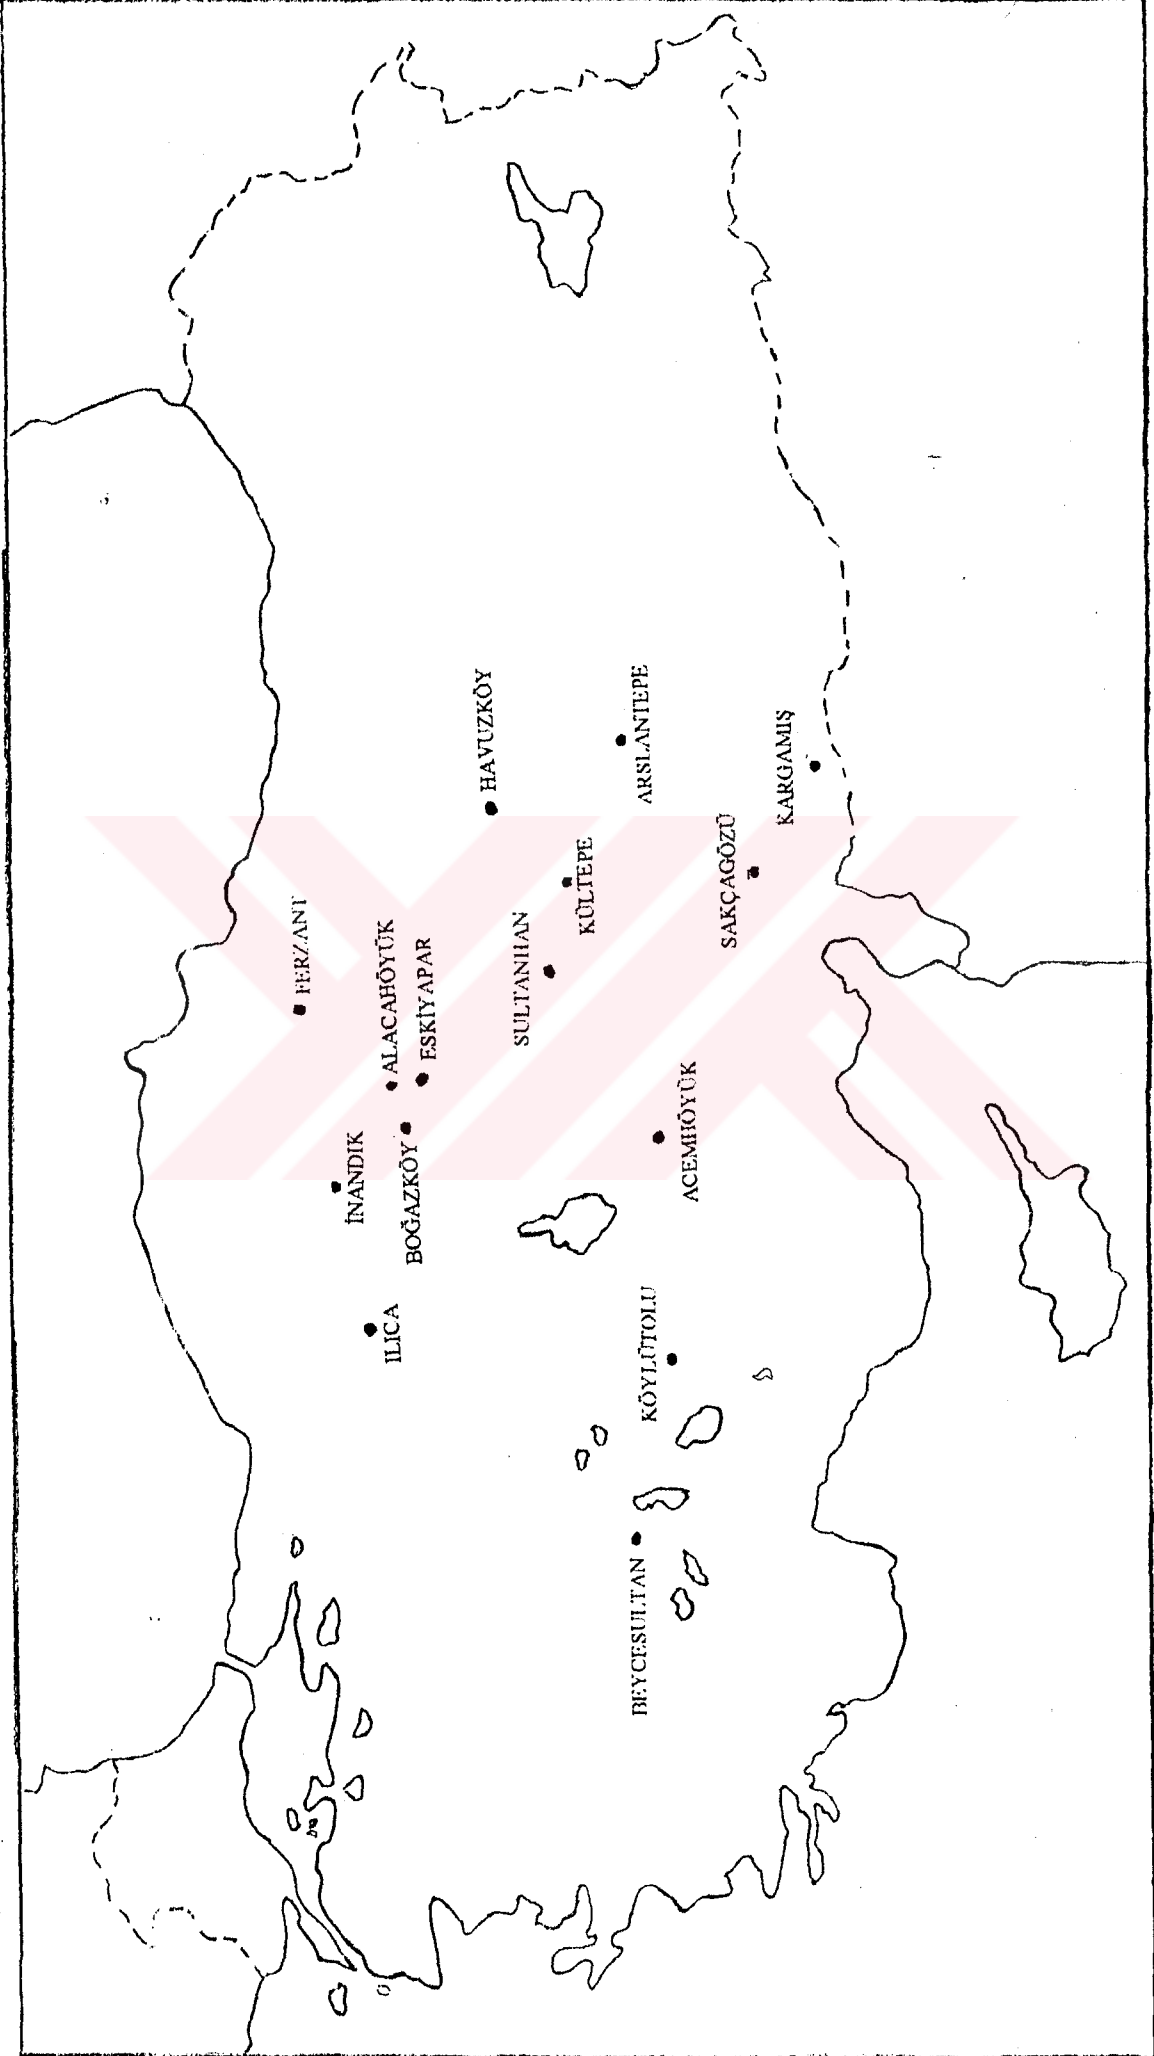 FERZANT
ALACAHÖYÜK
ESKİYAPAR
İNANDIK
BOĞAZKÖY
ILICA
HAVUZKÖY
SULTANHAN
KÜLTEPE
ARSLANTEPE
ACEMHÖYÜK
SAKÇAGÖZÜ
KARGAMIŞ
KÖYLÜTOLU
BEYCESULTAN